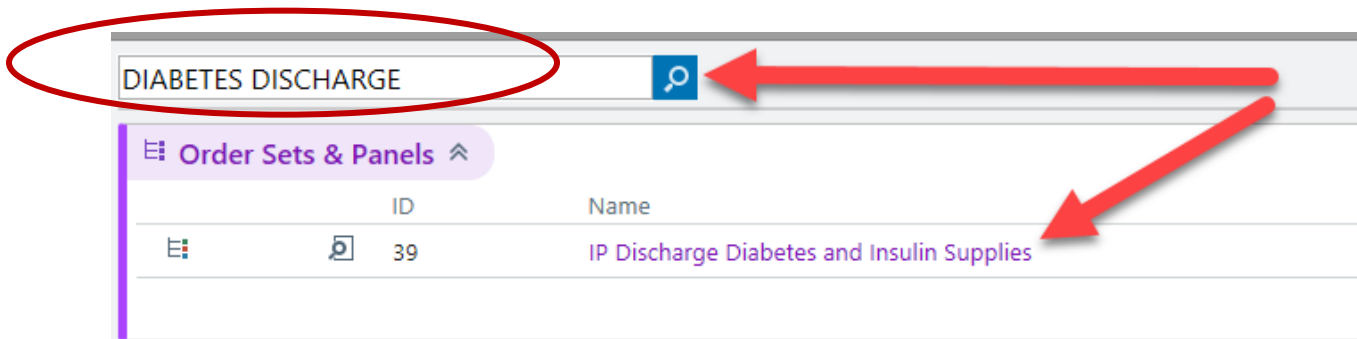 DIABETES DISCHARGE
Order Sets & Panels
ID Name
39 IP Discharge Diabetes and Insulin Supplies